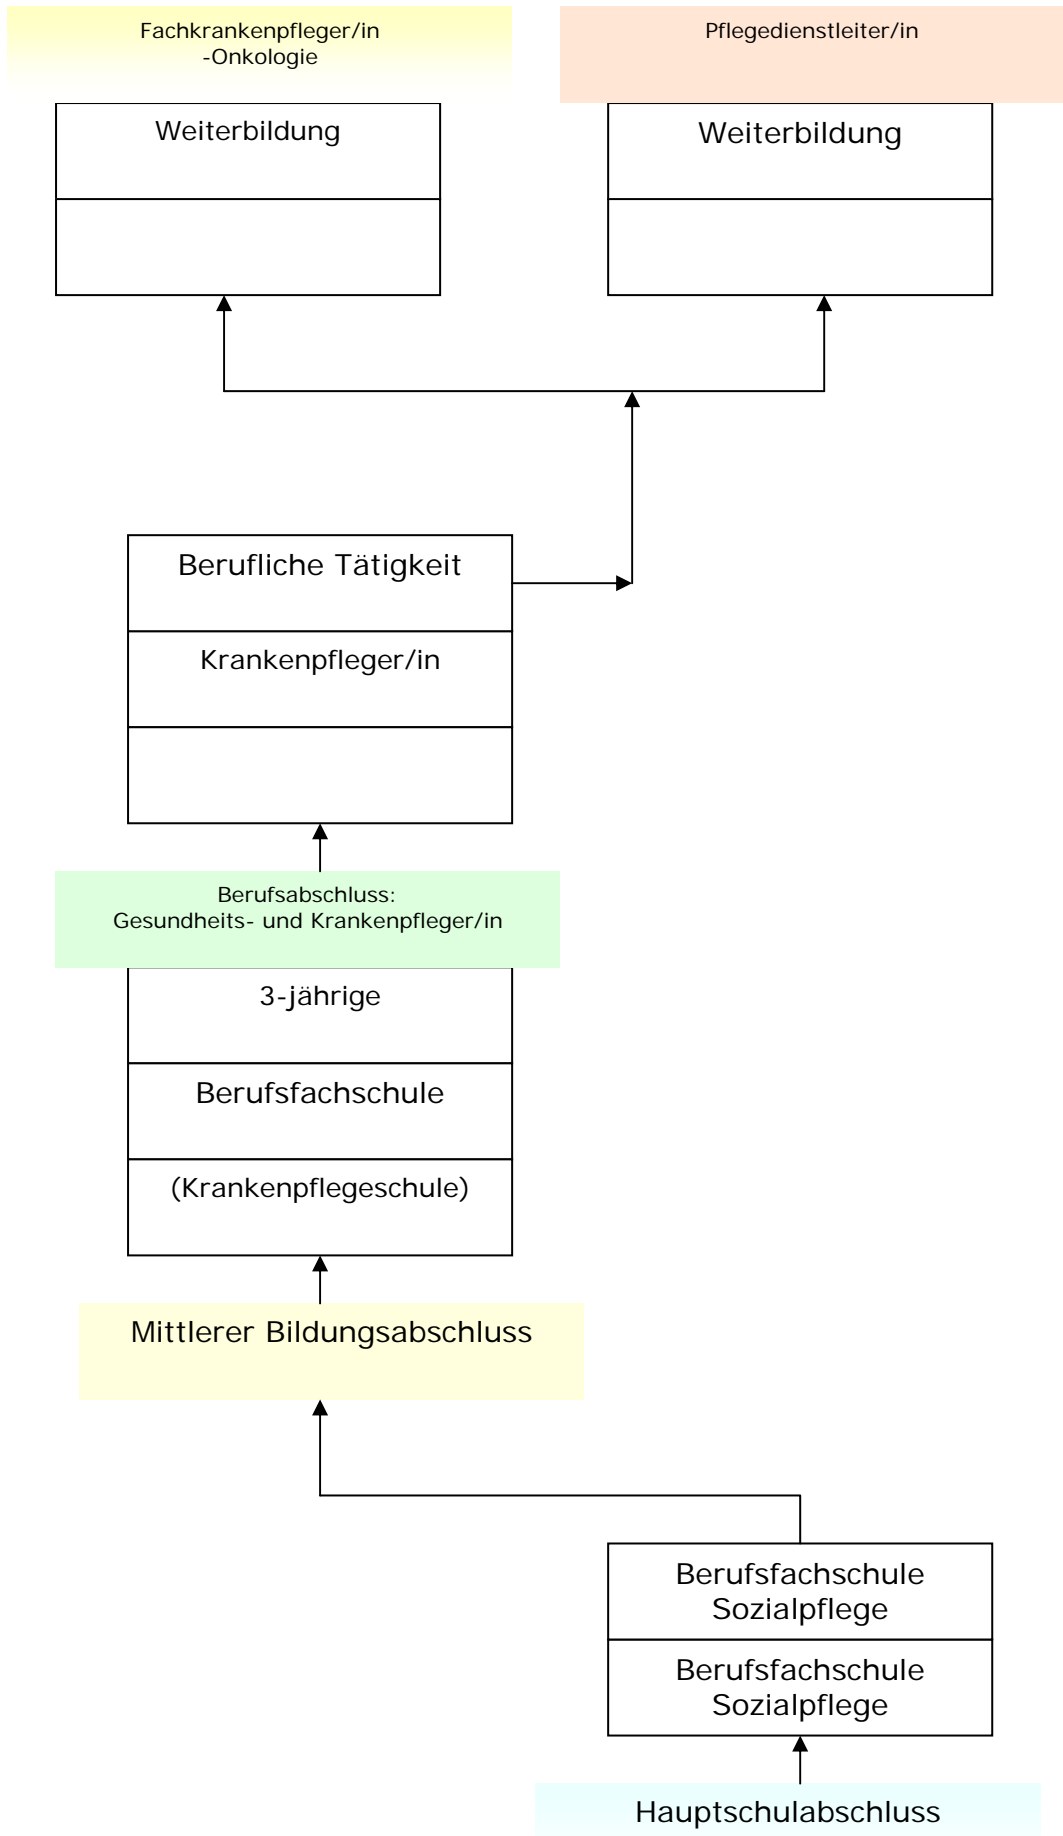 Fachkrankenpfleger/in
-Onkologie
Pflegedienstleiter/in
Weiterbildung
Weiterbildung
Berufliche Tätigkeit
Krankenpfleger/in
Berufsabschluss:
Gesundheits- und Krankenpfleger/in
3-jährige
Berufsfachschule
(Krankenpflegeschule)
Mittlerer Bildungsabschluss
Berufsfachschule
Sozialpflege
Berufsfachschule
Sozialpflege
Hauptschulabschluss